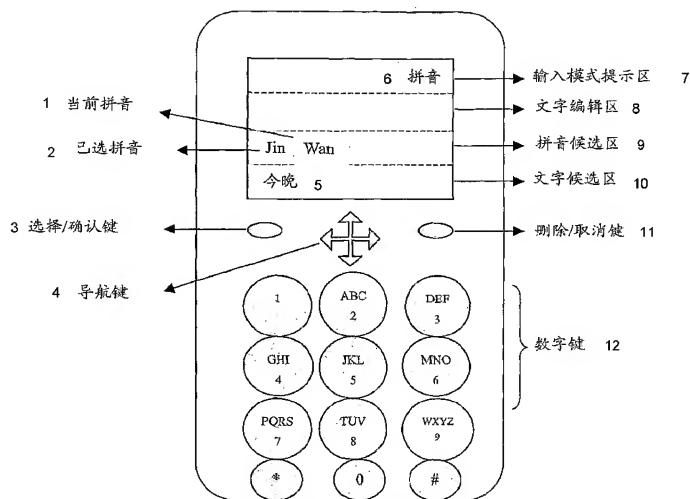 6 拼音
输入模式提示区 7
1 当前拼音
文字编辑区 8
2 已选拼音
Jin Wan
拼音候选区 9
今晚 5
文字候选区 10
3 选择/确认键
删除/取消键 11
4 导航键
1
ABC
2
DEF
3
GHI
4
JKL
5
MNO
6
数字键 12
PQRS
7
TUV
8
WXYZ
9
*
0
#